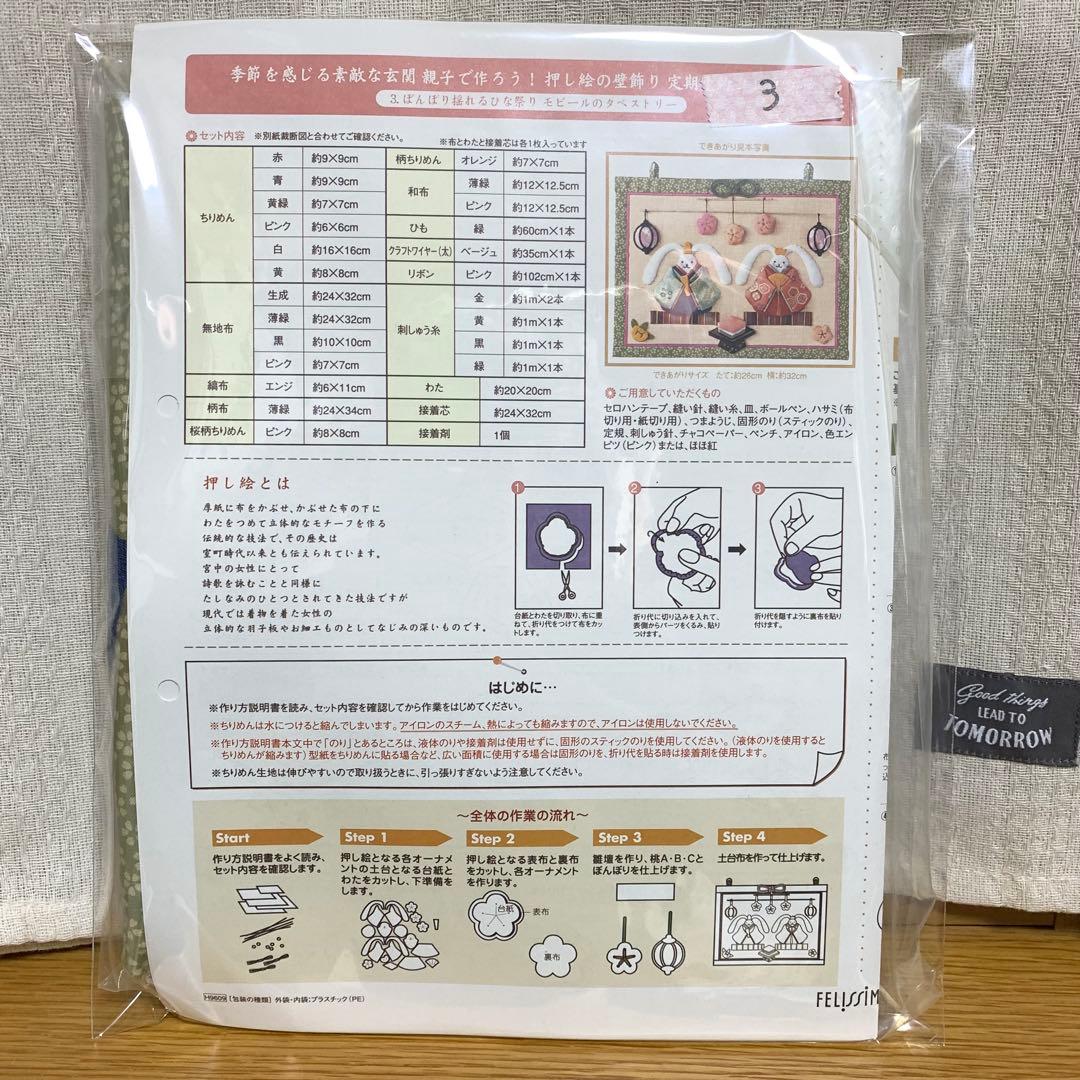 季節を感じる素敵な玄関 親子で作ろう! 押し絵の壁飾り 定期
3
3.ぼんぼり揺れるひな祭り モビールのタペストリー
セット内容 ※別紙裁断図と合わせてご確認ください。
※布とわたと接着芯は各1枚入っています
ちりめん 赤 約9×9cm
青 約9×9cm
黄緑 約7×7cm
ピンク 約6×6cm
白 約16×16cm
黄 約8×8cm
無地布 生成 約24×32cm
薄緑 約24×32cm
黒 約10×10cm
ピンク 約7×7cm
縞布 エンジ 約6×11cm
柄布 薄緑 約24×34cm
桜柄ちりめん ピンク 約8×8cm
柄ちりめん オレンジ 約7×7cm
和布 薄緑 約12×12.5cm
ピンク 約12×12.5cm
ひも 緑 約60cm×1本
クラフトワイヤー(太) ベージュ 約35cm×1本
リボン ピンク 約102cm×1本
刺しゅう糸 金 約1m×2本
黄 約1m×1本
黒 約1m×1本
緑 約1m×1本
わた 約20×20cm
接着芯 約24×32cm
接着剤 1個
できあがり見本写真
できあがりサイズ たて:約26cm 横:約32cm
ご用意していただくもの
セロハンテープ、縫い針、縫い糸、皿、ボールペン、ハサミ(布
切り用・紙切り用)、つまようじ、固形のり(スティックのり)、
定規、刺しゅう針、チャコペーパー、ペンチ、アイロン、色エン
ピツ(ピンク)または、ほほ紅
押し絵とは
厚紙に布をかぶせ、かぶせた布の下に
わたをつめて立体的なモチーフを作る
伝統的な技法で、その歴史は
室町時代以来とも伝えられています。
宮中の女性にとって
詩歌を詠むことと同様に
たしなみのひとつとされてきた技法ですが
現代では着物を着た女性の
立体的な羽子板やお細工ものとしてなじみの深いものです。
1
台紙とわたを切り取り、布に重
ねて、折り代をつけて布をカッ
トします。
2
折り代に切り込みを入れて、
表側からパーツをくるみ、貼り
つけます。
3
折り代を隠すように裏布を貼り
付けます。
はじめに…
※作り方説明書を読み、セット内容を確認してから作業をはじめてください。
※ちりめんは水につけると縮んでしまいます。アイロンのスチーム、熱によっても縮みますので、アイロンは使用しないでください。
※作り方説明書本文中で「のり」とあるところは、液体のりや接着剤は使用せずに、固形のスティックのりを使用してください。(液体のりを使用すると
ちりめんが縮みます)型紙をちりめんに貼る場合など、広い面積に使用する場合は固形のりを、折り代を貼る時は接着剤を使用します。
※ちりめん生地は伸びやすいので取り扱うときに、引っ張りすぎないよう注意してください。
～全体の作業の流れ～
Start
作り方説明書をよく読み、
セット内容を確認します。
Step 1
押し絵となる各オーナメ
ントの土台となる台紙と
わたをカットし、下準備を
します。
Step 2
押し絵となる表布と裏布
をカットし、各オーナメント
を作ります。
台紙
表布
裏布
Step 3
雛壇を作り、桃A・B・Cと
ぼんぼりを仕上げます。
Step 4
土台布を作って仕上げます。
H9609 [包装の種類] 外袋・内袋:プラスチック(PE)
FELISSIM
Good things
LEAD TO
TOMORROW